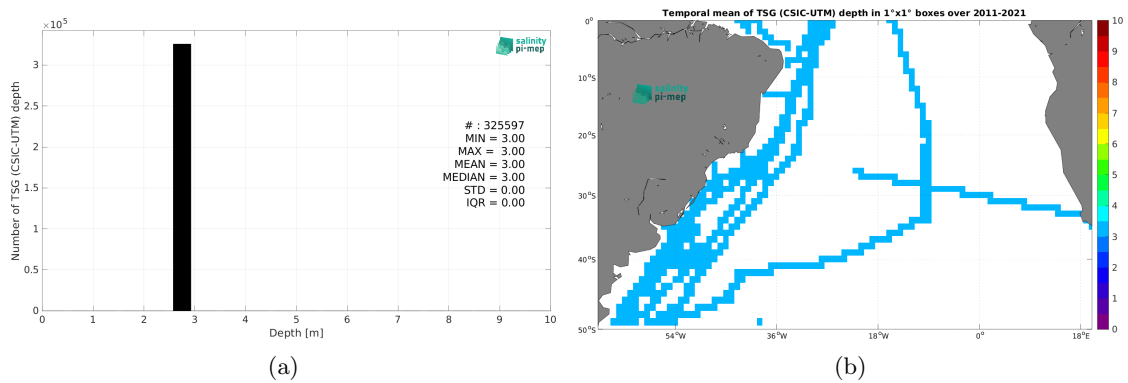 ×10⁵
salinity
pi-mep
Number of TSG (CSIC-UTM) depth
3
2.5
2
1.5
1
0.5
0
# : 325597
MIN = 3.00
MAX = 3.00
MEAN = 3.00
MEDIAN = 3.00
STD = 0.00
IQR = 0.00
0 1 2 3 4 5 6 7 8 9 10
Depth [m]
(a)
Temporal mean of TSG (CSIC-UTM) depth in 1°x1° boxes over 2011-2021
0°
10°S
20°S
30°S
40°S
50°S
salinity
pi-mep
54°W 36°W 18°W 0° 18°E
10
9
8
7
6
5
4
3
2
1
0
(b)